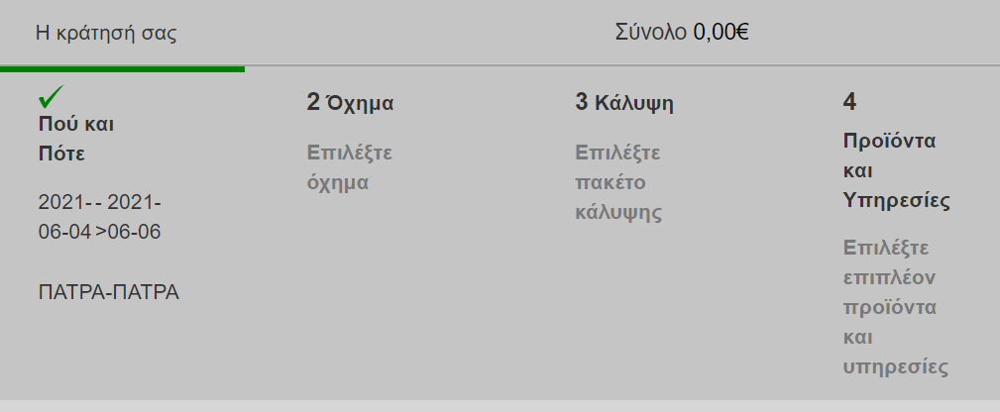 Η κράτησή σας
Σύνολο 0,00€
Πού και
Πότε
2021- - 2021-
06-04 >06-06
ΠΑΤΡΑ-ΠΑΤΡΑ
2 Όχημα
Επιλέξτε
όχημα
3 Κάλυψη
Επιλέξτε
πακέτο
κάλυψης
4
Προϊόντα
και
Υπηρεσίες
Επιλέξτε
επιπλέον
προϊόντα
και
υπηρεσίες